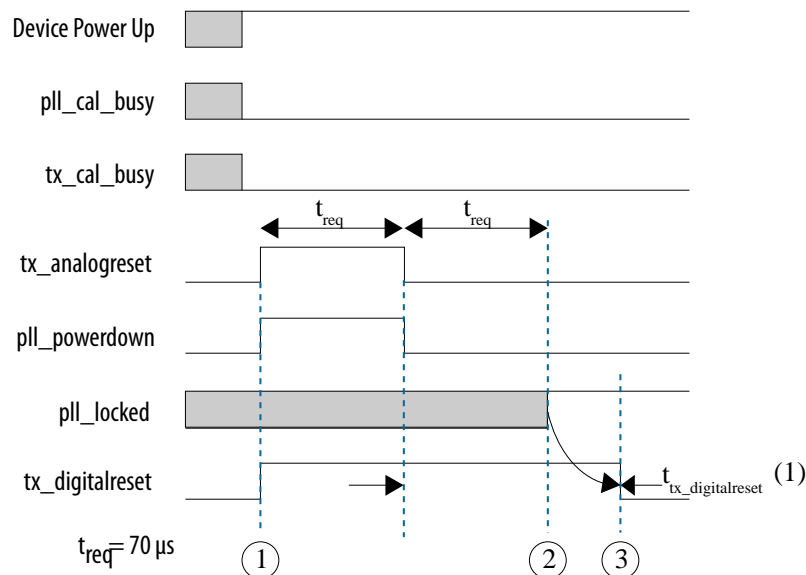 Device Power Up
pll_cal_busy
tx_cal_busy
t_req t_req
tx_analogreset
pll_powerdown
pll_locked
tx_digitalreset t_tx_digitalreset (1)
t_req = 70 µs
1 2 3